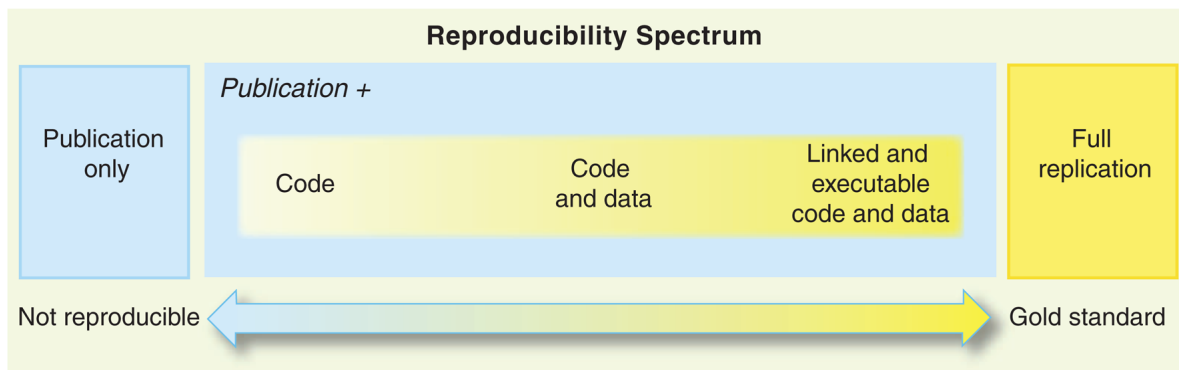 Reproducibility Spectrum
Publication only
Publication +
Code
Code
and data
Linked and
executable
code and data
Full
replication
Not reproducible
Gold standard